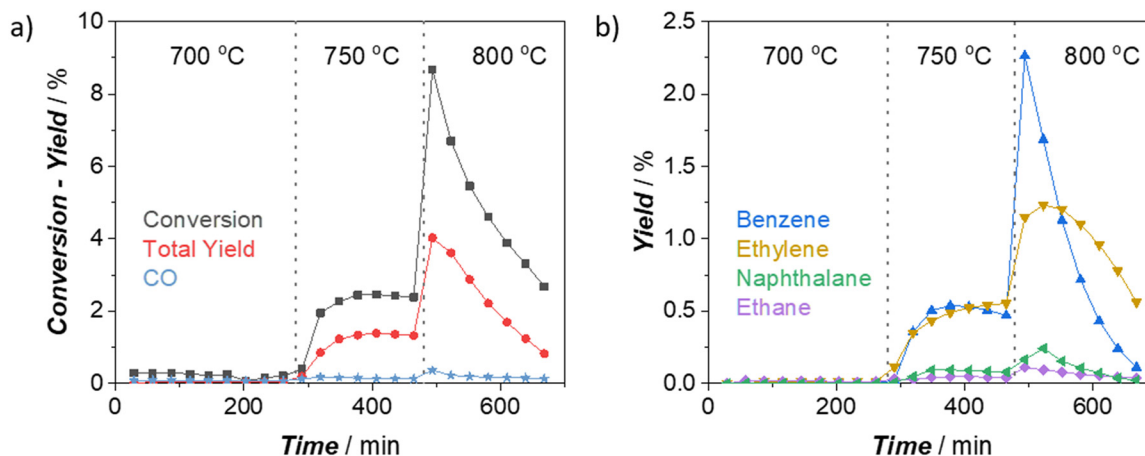 a)
10
8
6
4
2
0
Conversion - Yield / %
700 °C
750 °C
800 °C
Conversion
Total Yield
CO
0
200
400
600
Time / min
b)
2.5
2.0
1.5
1.0
0.5
0.0
Yield / %
700 °C
750 °C
800 °C
Benzene
Ethylene
Naphthalane
Ethane
0
200
400
600
Time / min